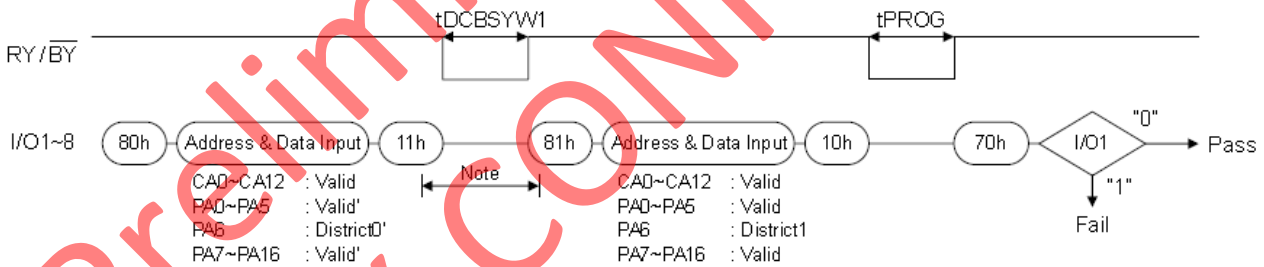 tDCBSYW1
tPROG
RY/BY
I/O1~8
80h
Address & Data Input
11h
81h
Address & Data Input
10h
70h
I/O1
"0"
Pass
"1"
Fail
Note
CA0~CA12 : Valid
PA0~PA5 : Valid'
PA6 : District0'
PA7~PA16 : Valid'
CA0~CA12 : Valid
PA0~PA5 : Valid
PA6 : District1
PA7~PA16 : Valid
Prelim
CONF